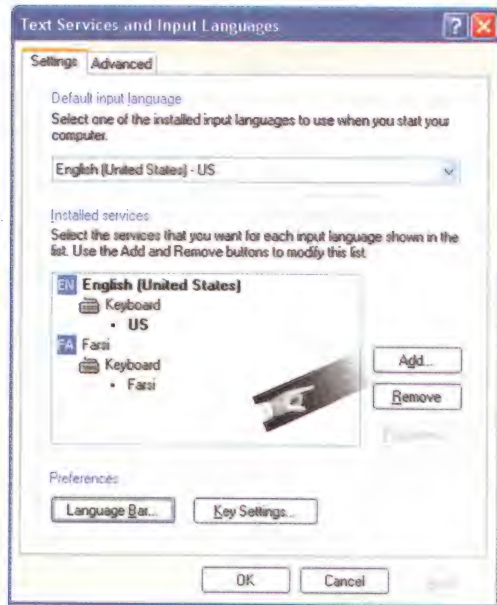 Text Services and Input Languages
Settings Advanced
Default input language
Select one of the installed input languages to use when you start your
computer.
English (United States) - US
Installed services
Select the services that you want for each input language shown in the
list. Use the Add and Remove buttons to modify this list.
EN English (United States)
Keyboard
• US
FA Farsi
Keyboard
• Farsi
Add...
Remove
Preferences
Language Bar... Key Settings...
OK Cancel